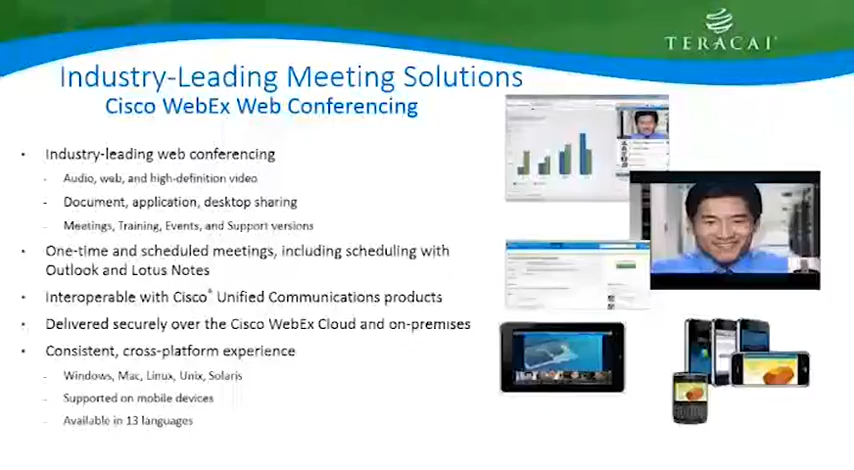 TERACAI
Industry-Leading Meeting Solutions
Cisco WebEx Web Conferencing
• Industry-leading web conferencing
- Audio, web, and high-definition video
- Document, application, desktop sharing
- Meetings, Training, Events, and Support versions
• One-time and scheduled meetings, including scheduling with
Outlook and Lotus Notes
• Interoperable with Cisco® Unified Communications products
• Delivered securely over the Cisco WebEx Cloud and on-premises
• Consistent, cross-platform experience
- Windows, Mac, Linux, Unix, Solaris
- Supported on mobile devices
- Available in 13 languages